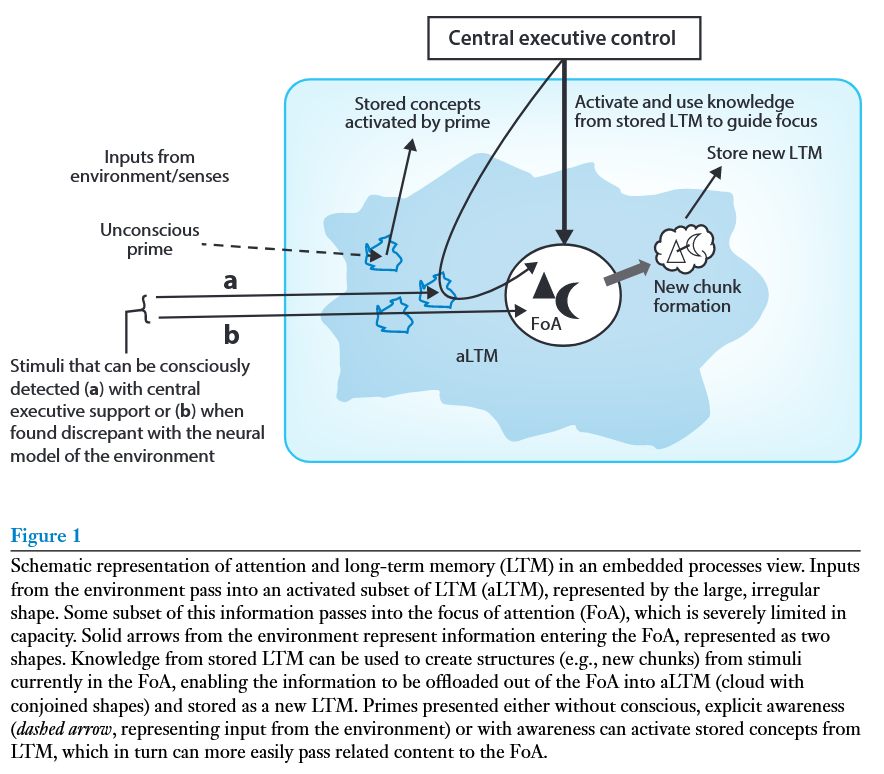 Central executive control
Stored concepts
activated by prime
Activate and use knowledge
from stored LTM to guide focus
Store new LTM
Inputs from
environment/senses
Unconscious
prime
a
b
New chunk
formation
FoA
aLTM
Stimuli that can be consciously
detected (a) with central
executive support or (b) when
found discrepant with the neural
model of the environment
Figure 1
Schematic representation of attention and long-term memory (LTM) in an embedded processes view. Inputs
from the environment pass into an activated subset of LTM (aLTM), represented by the large, irregular
shape. Some subset of this information passes into the focus of attention (FoA), which is severely limited in
capacity. Solid arrows from the environment represent information entering the FoA, represented as two
shapes. Knowledge from stored LTM can be used to create structures (e.g., new chunks) from stimuli
currently in the FoA, enabling the information to be offloaded out of the FoA into aLTM (cloud with
conjoined shapes) and stored as a new LTM. Primes presented either without conscious, explicit awareness
(dashed arrow, representing input from the environment) or with awareness can activate stored concepts from
LTM, which in turn can more easily pass related content to the FoA.